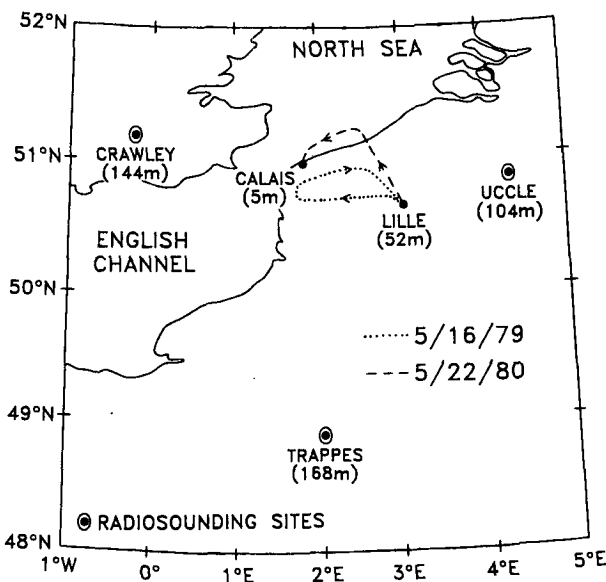 52°N
NORTH SEA
CRAWLEY
(144m)
51°N
CALAIS
(5m)
UCCLE
(104m)
LILLE
(52m)
ENGLISH
CHANNEL
50°N
5/16/79
5/22/80
49°N
TRAPPES
(168m)
RADIOSOUNDING SITES
48°N
1°W
0°
1°E
2°E
3°E
4°E
5°E